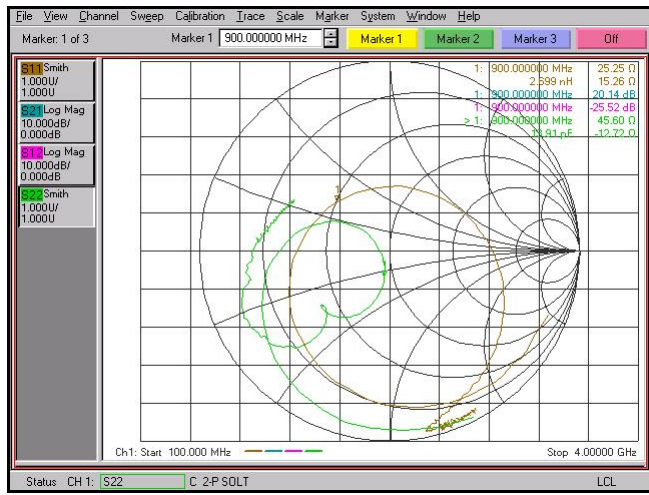 File View Channel Sweep Calibration Trace Scale Marker System Window Help
Marker: 1 of 3 Marker 1 900.000000 MHz Marker 1 Marker 2 Marker 3 Off
S11 Smith
1.000U/
1.000U
S21 Log Mag
10.000dB/
0.000dB
S12 Log Mag
10.000dB/
0.000dB
S22 Smith
1.000U/
1.000U
1: 900.000000 MHz 25.25 Ω
2.699 nH 15.26 Ω
1: 900.000000 MHz 20.14 dB
1: 900.000000 MHz -25.52 dB
> 1: 900.000000 MHz 45.60 Ω
13.91 pF -12.72 Ω
1
Ch1: Start 100.000 MHz Stop 4.00000 GHz
Status CH 1: S22 C 2-P SOLT LCL